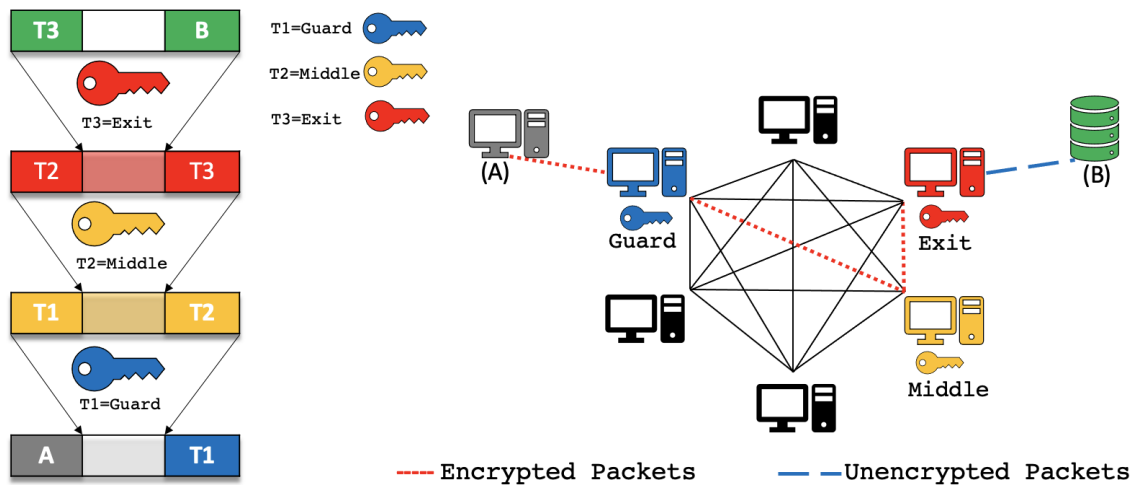 T3 B
T3=Exit
T2 T3
T2=Middle
T1 T2
T1=Guard
A T1
T1=Guard
T2=Middle
T3=Exit
(A)
Guard
Exit
Middle
(B)
Encrypted Packets
Unencrypted Packets